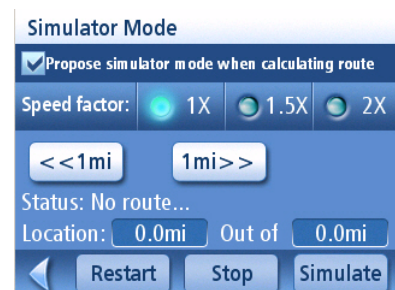 Simulator Mode
Propose simulator mode when calculating route
Speed factor: 1X 1.5X 2X
<<1mi 1mi>>
Status: No route...
Location: 0.0mi Out of 0.0mi
Restart Stop Simulate